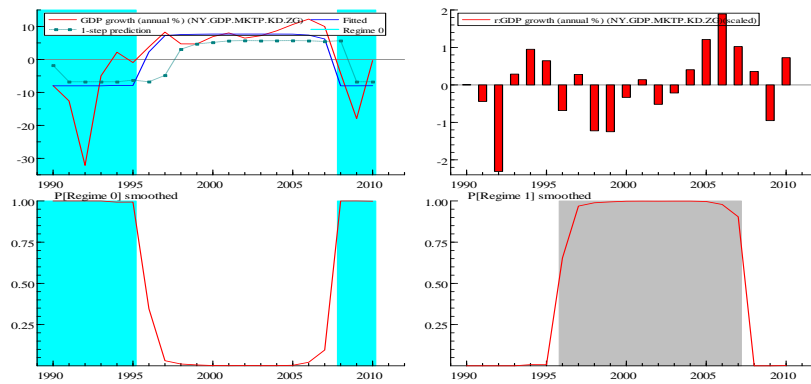 GDP growth (annual %) (NY.GDP.MKTP.KD.ZG) Fitted
1-step prediction Regime 0
15
10
0
-10
-20
-30
1990 1995 2000 2005 2010
r:GDP growth (annual %) (NY.GDP.MKTP.KD.ZG)(scaled)
2
1
0
-1
-2
1990 1995 2000 2005 2010
P[Regime 0] smoothed
1.00
0.75
0.50
0.25
1990 1995 2000 2005 2010
P[Regime 1] smoothed
1.00
0.75
0.50
0.25
1990 1995 2000 2005 2010